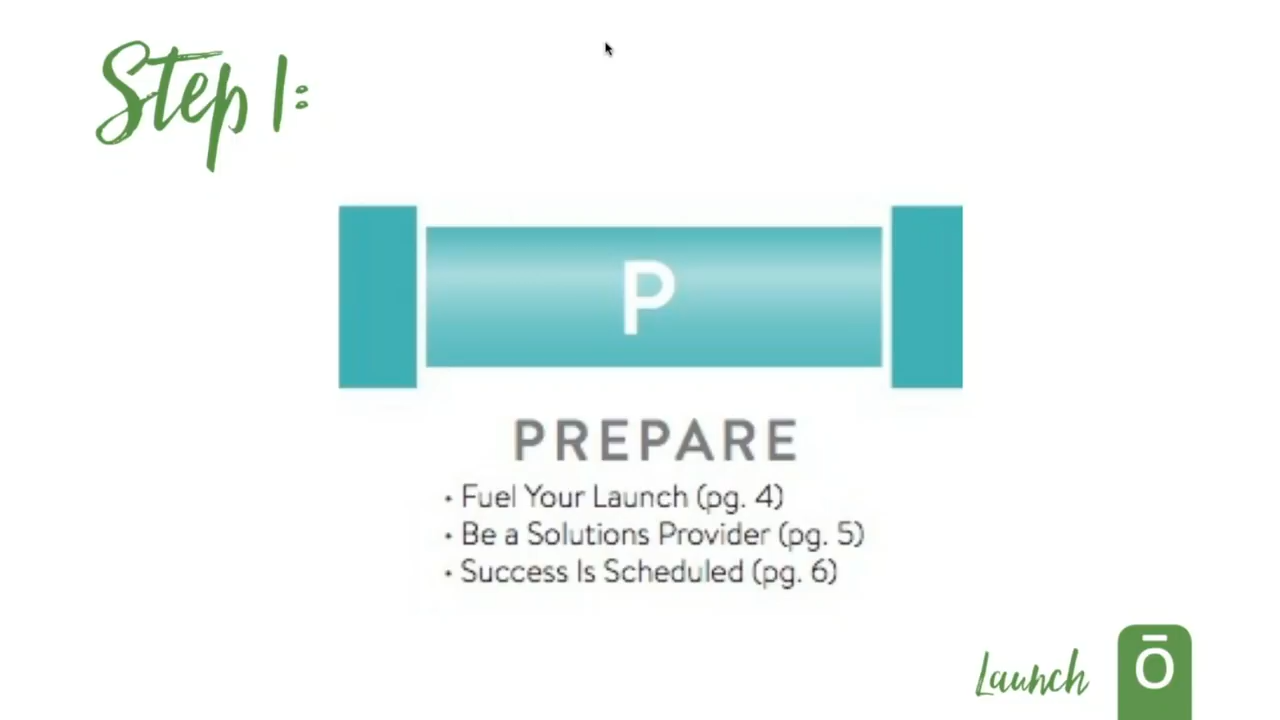 Step 1:
P
PREPARE
• Fuel Your Launch (pg. 4)
• Be a Solutions Provider (pg. 5)
• Success Is Scheduled (pg. 6)
Launch
Ō